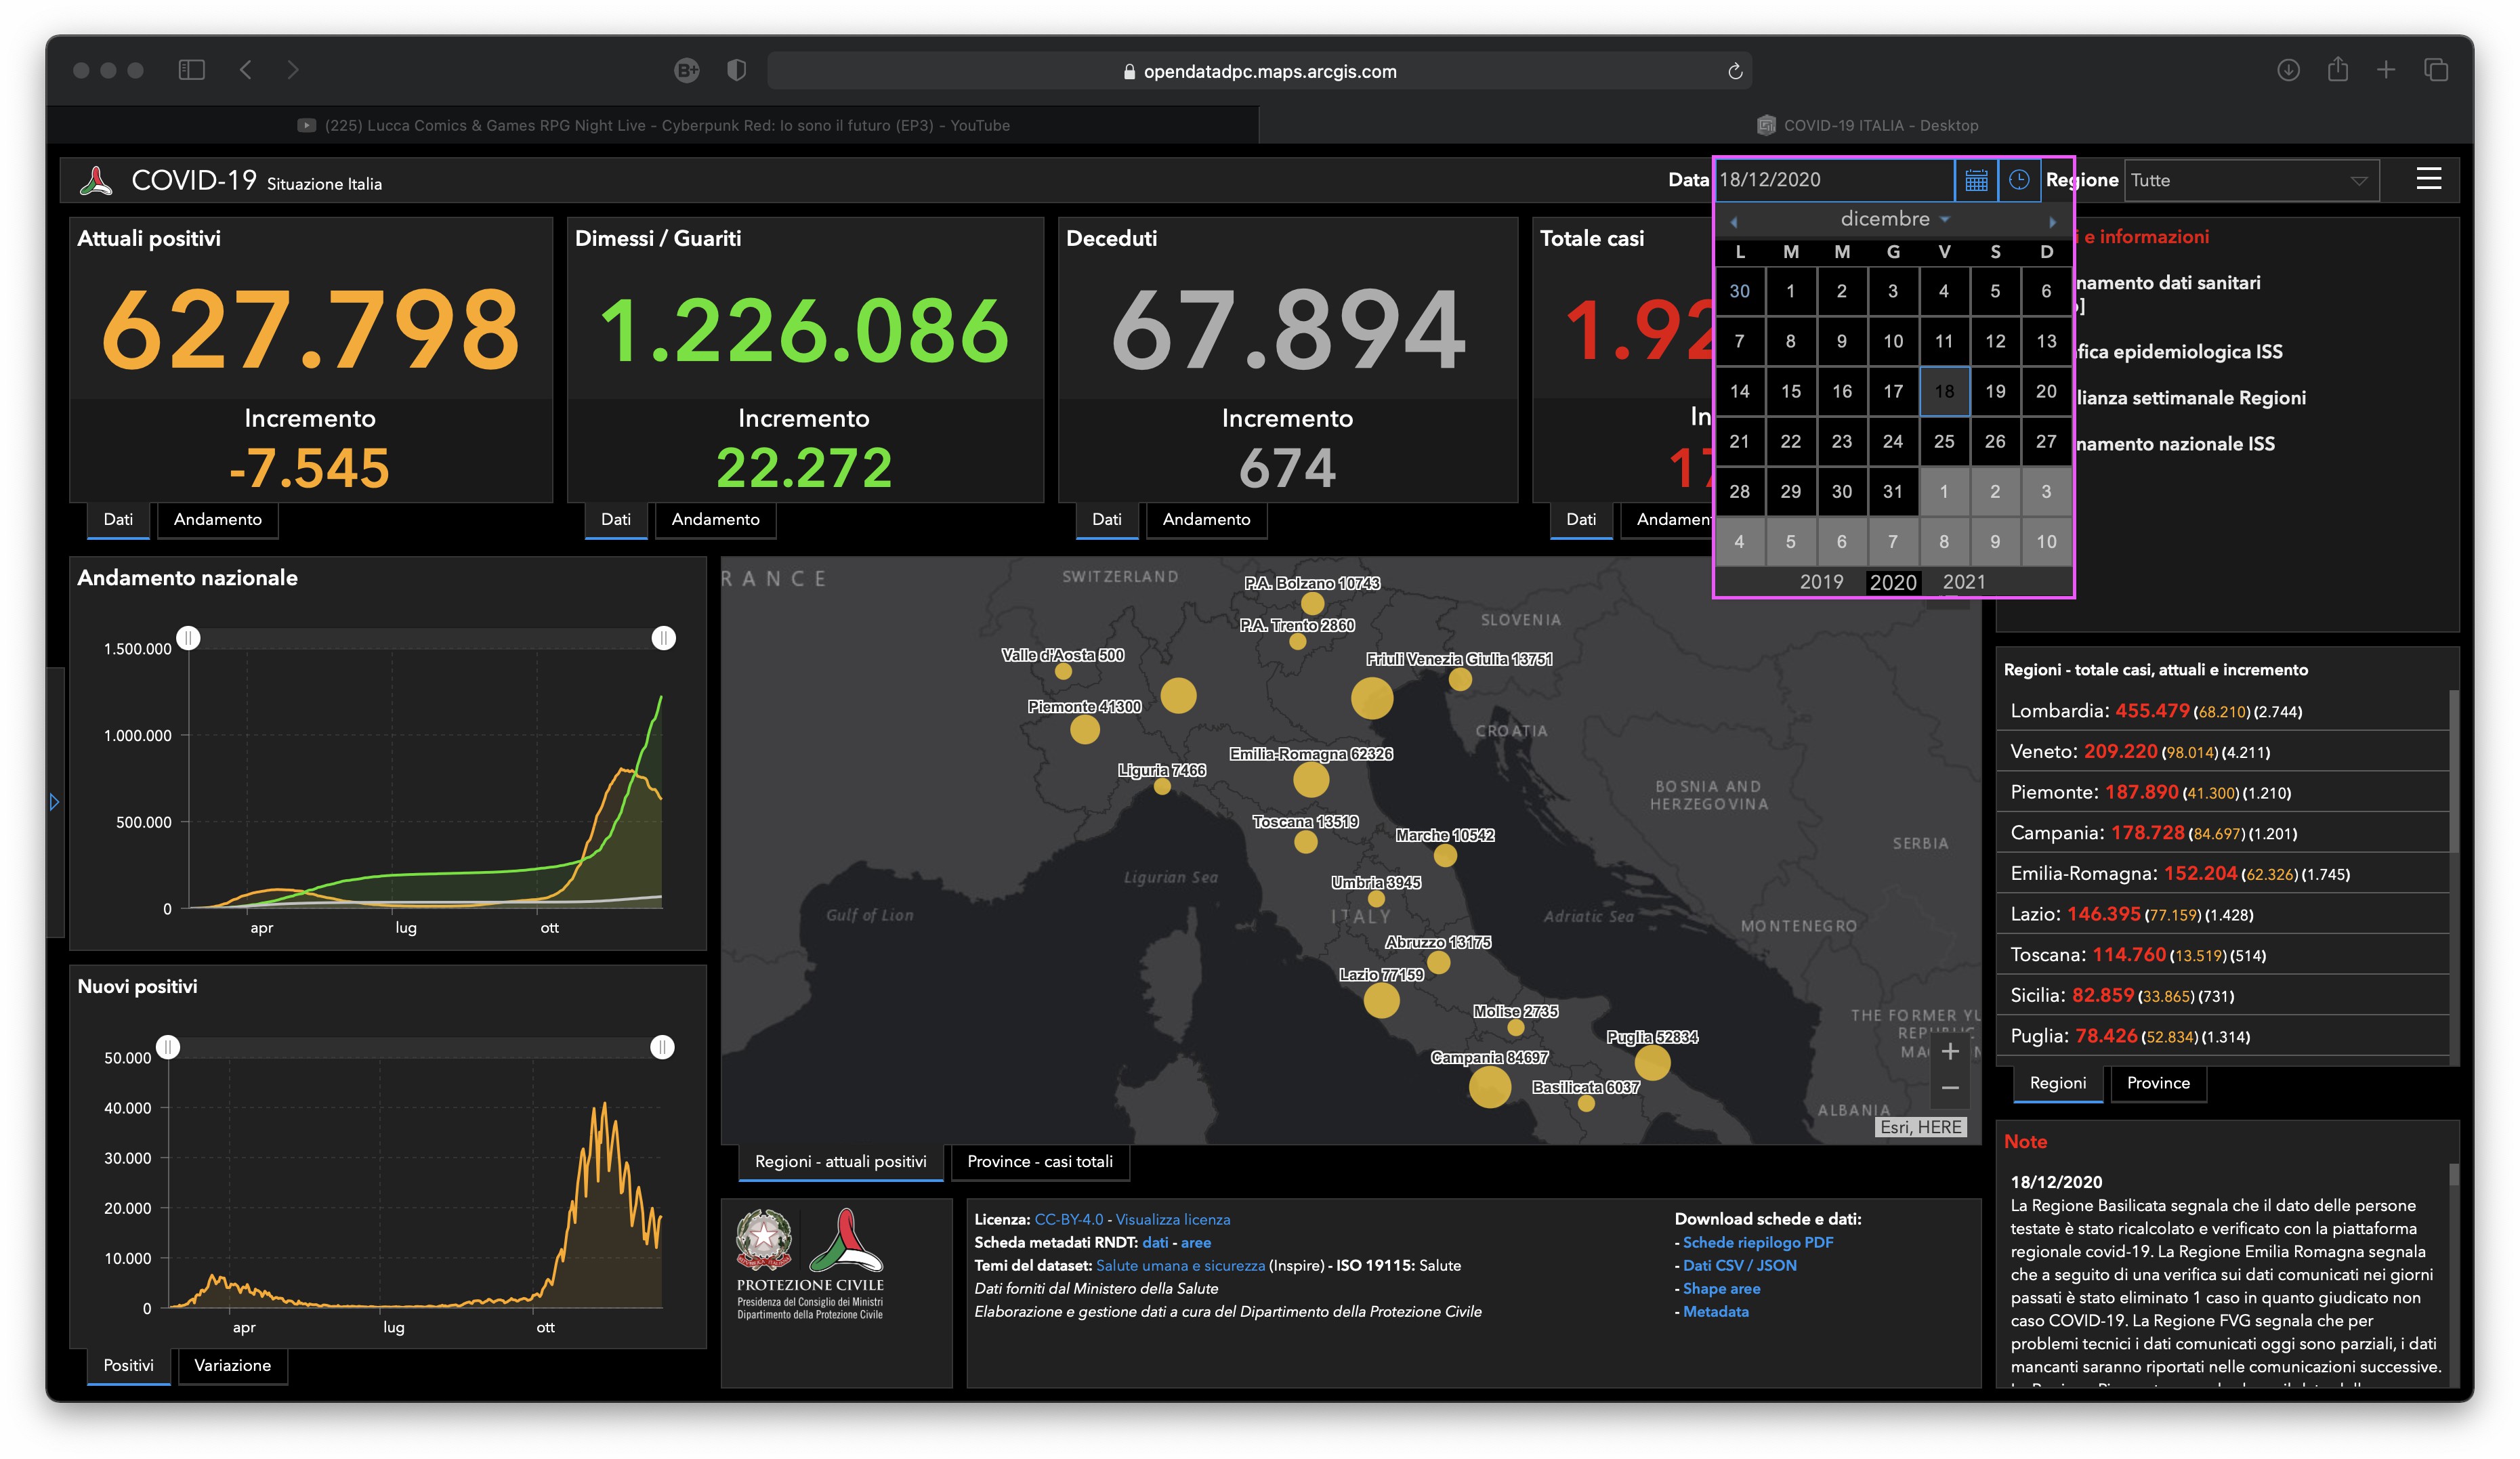 B+
opendatadpc.maps.arcgis.com
(225) Lucca Comics & Games RPG Night Live - Cyberpunk Red: Io sono il futuro (EP3) - YouTube
COVID-19 ITALIA - Desktop
COVID-19 Situazione Italia
Data 18/12/2020
Regione Tutte
dicembre
L M M G V S D
30 1 2 3 4 5 6
7 8 9 10 11 12 13
14 15 16 17 18 19 20
21 22 23 24 25 26 27
28 29 30 31 1 2 3
4 5 6 7 8 9 10
2019 2020 2021
Attuali positivi
627.798
Incremento
-7.545
Dati Andamento
Dimessi / Guariti
1.226.086
Incremento
22.272
Dati Andamento
Deceduti
67.894
Incremento
674
Dati Andamento
Totale casi
1.92
In
17
Dati Andament
i e informazioni
namento dati sanitari
]
fica epidemiologica ISS
lianza settimanale Regioni
namento nazionale ISS
Andamento nazionale
1.500.000
1.000.000
500.000
0
apr lug ott
Nuovi positivi
50.000
40.000
30.000
20.000
10.000
0
apr lug ott
Positivi Variazione
RANCE
SWITZERLAND
P.A. Bolzano 10743
SLOVENIA
P.A. Trento 2860
Valle d'Aosta 500
Friuli Venezia Giulia 13751
Piemonte 41300
CROATIA
Emilia-Romagna 62326
Liguria 7466
BOSNIA AND
HERZEGOVINA
Toscana 13519
Marche 10542
SERBIA
Ligurian Sea
Umbria 3945
Gulf of Lion
ITALY
Adriatic Sea
MONTENEGRO
Abruzzo 13175
Lazio 77159
Molise 2735
THE FORMER YU
REPUBLIC
MA
N
Puglia 52834
Campania 84697
Basilicata 6037
ALBANIA
+
−
Esri, HERE
Regioni - attuali positivi Province - casi totali
Regioni - totale casi, attuali e incremento
Lombardia: 455.479 (68.210) (2.744)
Veneto: 209.220 (98.014) (4.211)
Piemonte: 187.890 (41.300) (1.210)
Campania: 178.728 (84.697) (1.201)
Emilia-Romagna: 152.204 (62.326) (1.745)
Lazio: 146.395 (77.159) (1.428)
Toscana: 114.760 (13.519) (514)
Sicilia: 82.859 (33.865) (731)
Puglia: 78.426 (52.834) (1.314)
Regioni Province
PROTEZIONE CIVILE
Presidenza del Consiglio dei Ministri
Dipartimento della Protezione Civile
Licenza: CC-BY-4.0 - Visualizza licenza
Scheda metadati RNDT: dati - aree
Temi del dataset: Salute umana e sicurezza (Inspire) - ISO 19115: Salute
Dati forniti dal Ministero della Salute
Elaborazione e gestione dati a cura del Dipartimento della Protezione Civile
Download schede e dati:
- Schede riepilogo PDF
- Dati CSV / JSON
- Shape aree
- Metadata
Note
18/12/2020
La Regione Basilicata segnala che il dato delle persone
testate è stato ricalcolato e verificato con la piattaforma
regionale covid-19. La Regione Emilia Romagna segnala
che a seguito di una verifica sui dati comunicati nei giorni
passati è stato eliminato 1 caso in quanto giudicato non
caso COVID-19. La Regione FVG segnala che per
problemi tecnici i dati comunicati oggi sono parziali, i dati
mancanti saranno riportati nelle comunicazioni successive.